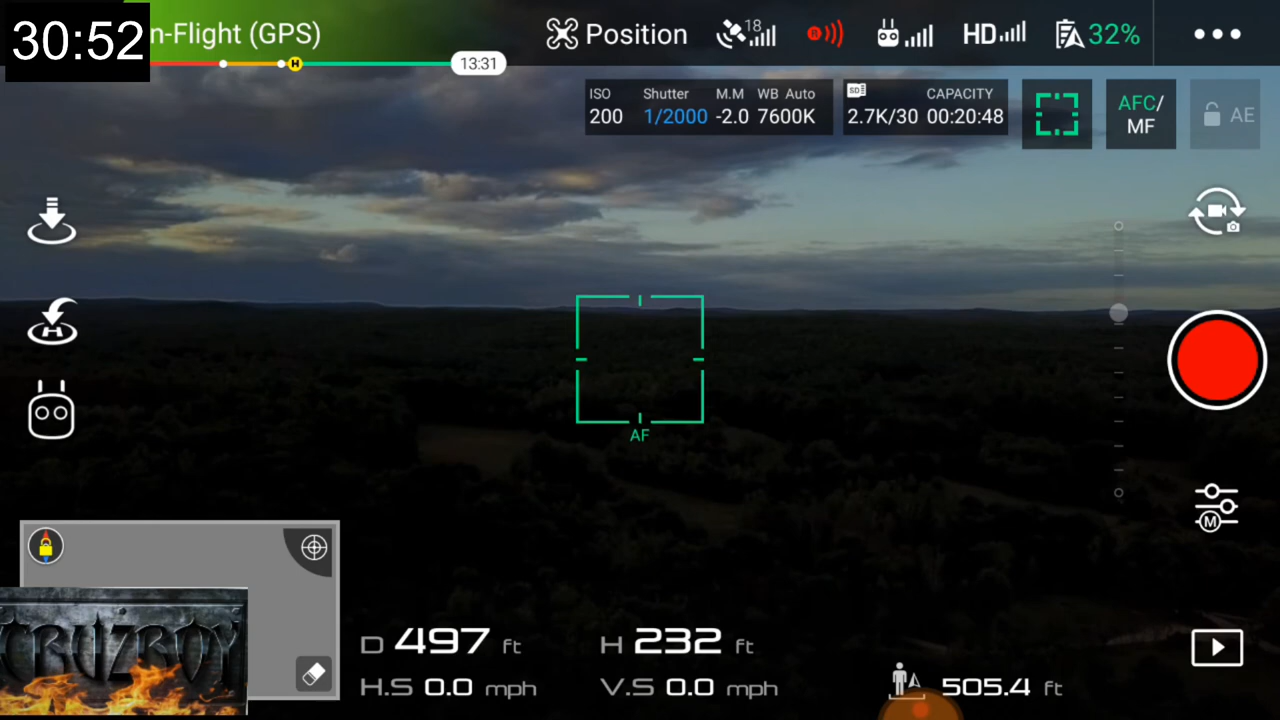 30:52
n-Flight (GPS)
Position
18
R
HD
32%
H
13:31
ISO
200
Shutter
1/2000
M.M
-2.0
WB Auto
7600K
SD
CAPACITY
2.7K/30 00:20:48
AFC/
MF
AE
H
AF
M
CRUZBOY
D 497 ft
H 232 ft
H.S 0.0 mph
V.S 0.0 mph
505.4 ft